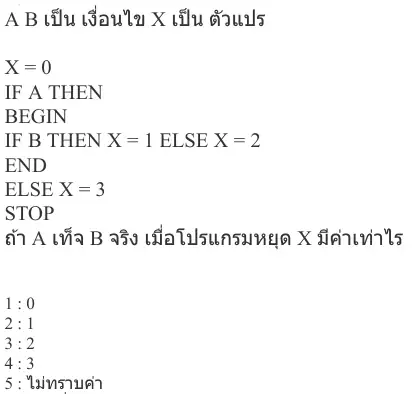 A B เป็น เงื่อนไข X เป็น ตัวแปร
X = 0
IF A THEN
BEGIN
IF B THEN X = 1 ELSE X = 2
END
ELSE X = 3
STOP
ถ้า A เท็จ B จริง เมื่อโปรแกรมหยุด X มีค่าเท่าไร
1 : 0
2 : 1
3 : 2
4 : 3
5 : ไม่ทราบค่า